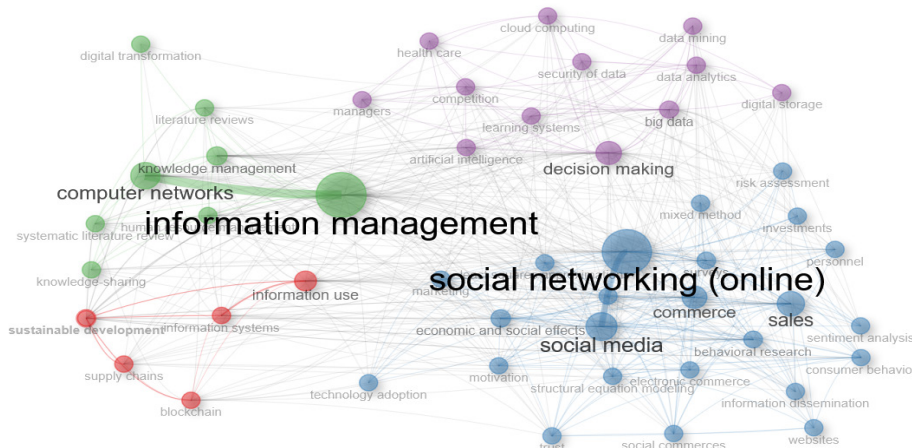 cloud computing
data mining
digital transformation
health care
security of data
data analytics
managers
competition
digital storage
literature reviews
learning systems
big data
knowledge management
artificial intelligence
decision making
risk assessment
computer networks
information management
mixed method
investments
systematic literature review
personnel
knowledge-sharing
social networking (online)
surveys
information use
marketing
commerce
sales
sustainable development
information systems
economic and social effects
social media
behavioral research
sentiment analysis
supply chains
motivation
structural equation modeling
electronic commerce
consumer behavio
technology adoption
information dissemination
blockchain
trust
social commerces
websites